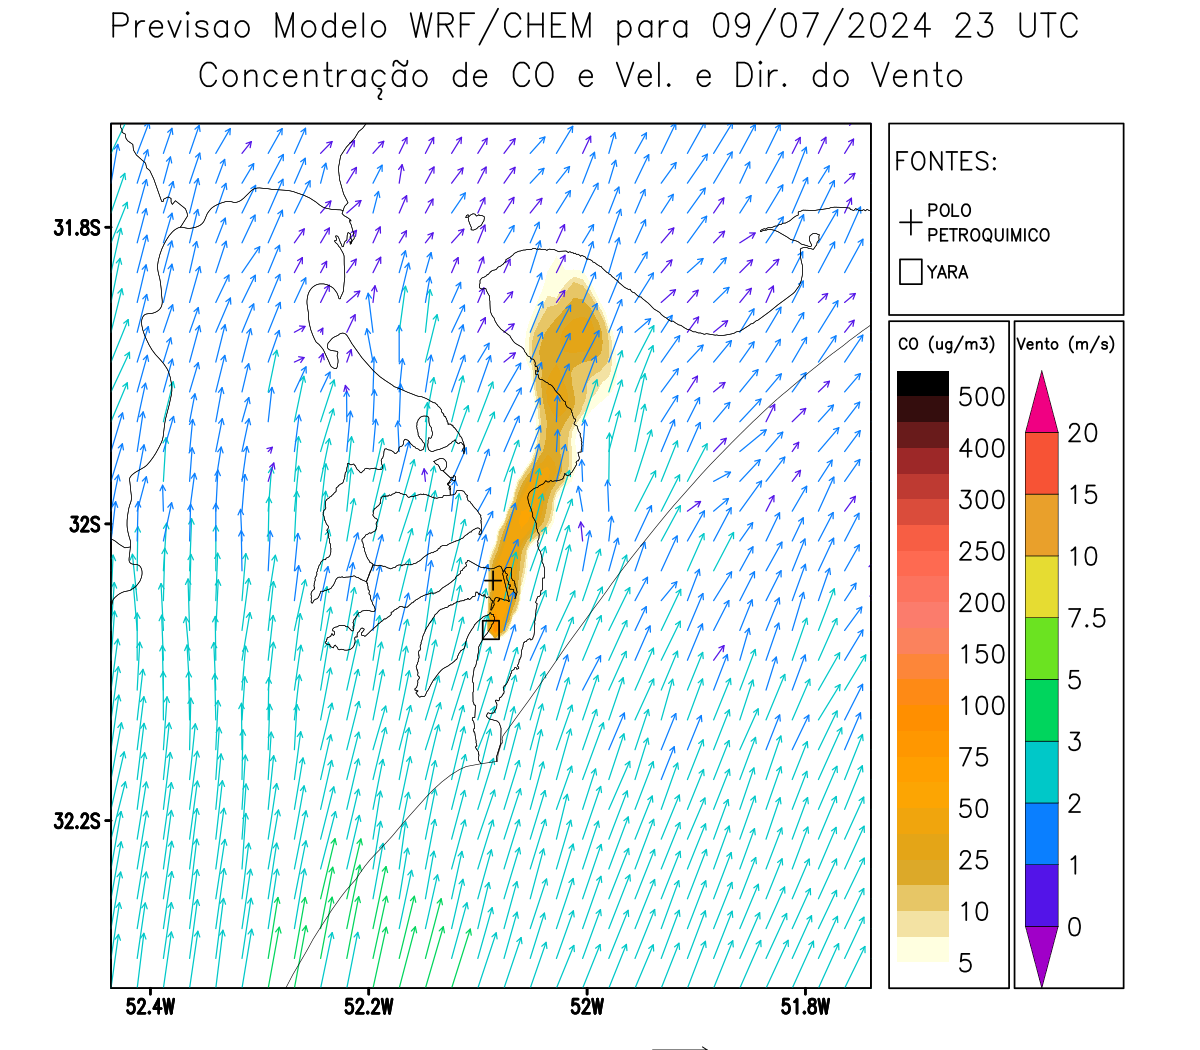 Previsao Modelo WRF/CHEM para 09/07/2024 23 UTC
Concentração de CO e Vel. e Dir. do Vento
FONTES:
POLO
PETROQUIMICO
YARA
CO (ug/m3)
500
400
300
250
200
150
100
75
50
25
10
5
Vento (m/s)
20
15
10
7.5
5
3
2
1
0
31.8S
32S
32.2S
52.4W
52.2W
52W
51.8W